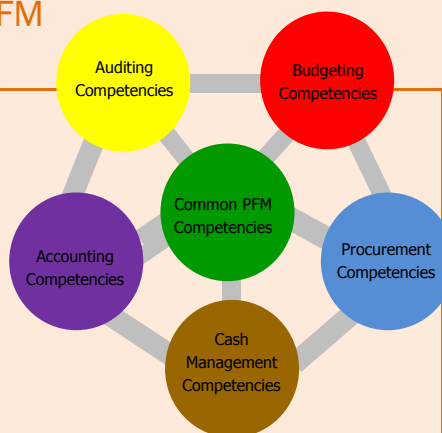 FM
Auditing
Competencies
Budgeting
Competencies
Common PFM
Competencies
Accounting
Competencies
Procurement
Competencies
Cash
Management
Competencies